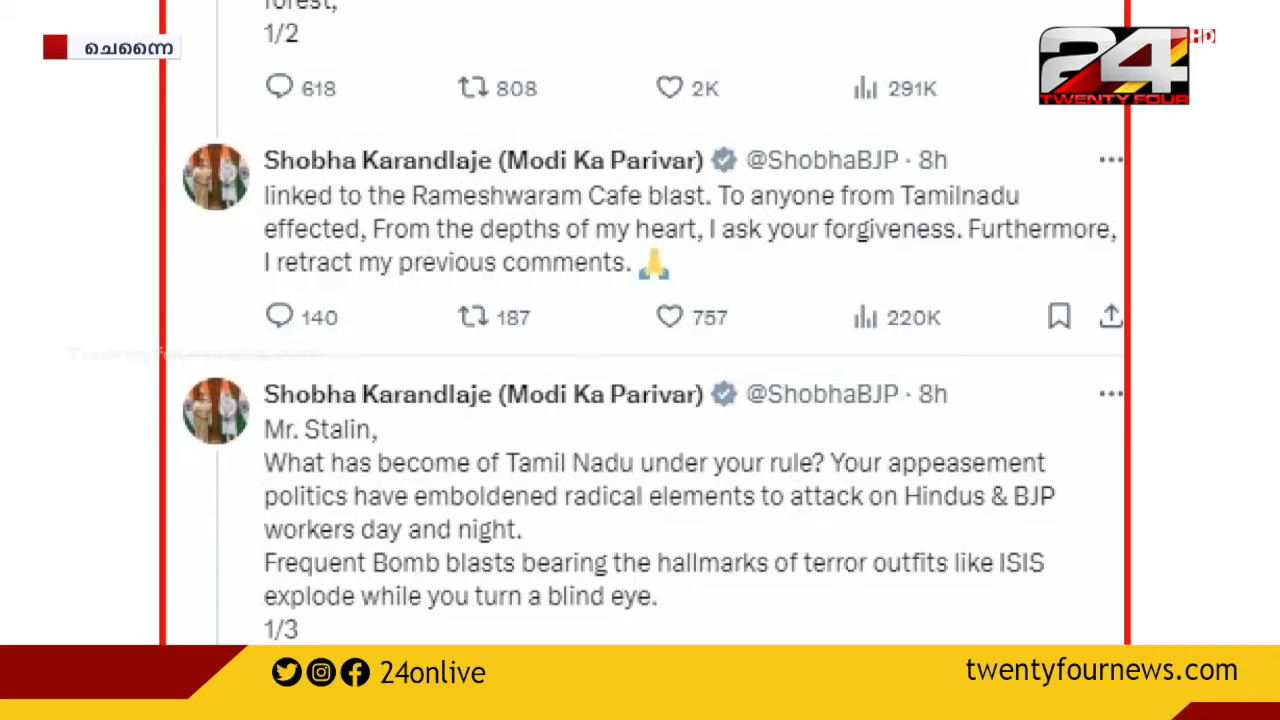 forest,
1/2
ചെന്നൈ
24
HD
TWENTY FOUR
618 808 2K 291K
Shobha Karandlaje (Modi Ka Parivar) @ShobhaBJP · 8h
linked to the Rameshwaram Cafe blast. To anyone from Tamilnadu
effected, From the depths of my heart, I ask your forgiveness. Furthermore,
I retract my previous comments. 🙏
140 187 757 220K
Shobha Karandlaje (Modi Ka Parivar) @ShobhaBJP · 8h
Mr. Stalin,
What has become of Tamil Nadu under your rule? Your appeasement
politics have emboldened radical elements to attack on Hindus & BJP
workers day and night.
Frequent Bomb blasts bearing the hallmarks of terror outfits like ISIS
explode while you turn a blind eye.
1/3
24onlive
twentyfournews.com